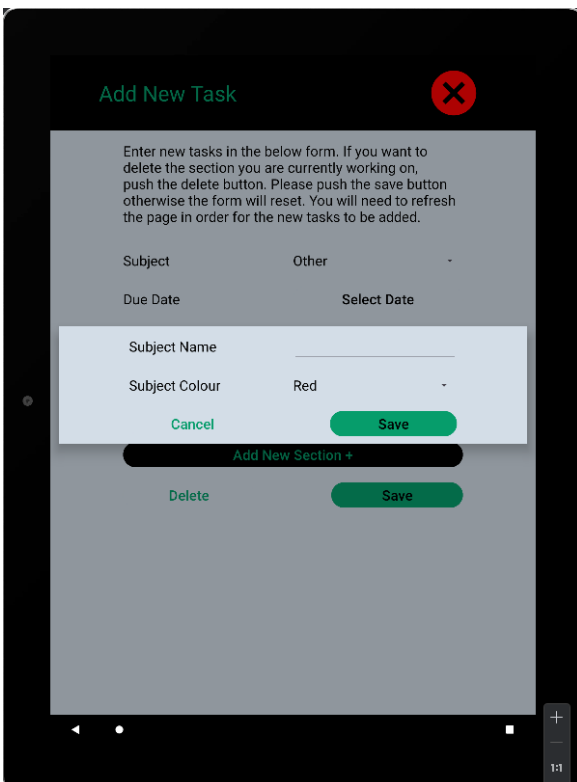 Add New Task
Enter new tasks in the below form. If you want to
delete the section you are currently working on,
push the delete button. Please push the save button
otherwise the form will reset. You will need to refresh
the page in order for the new tasks to be added.
Subject Other
Due Date Select Date
Subject Name
Subject Colour Red
Cancel Save
Add New Section +
Delete Save
1:1